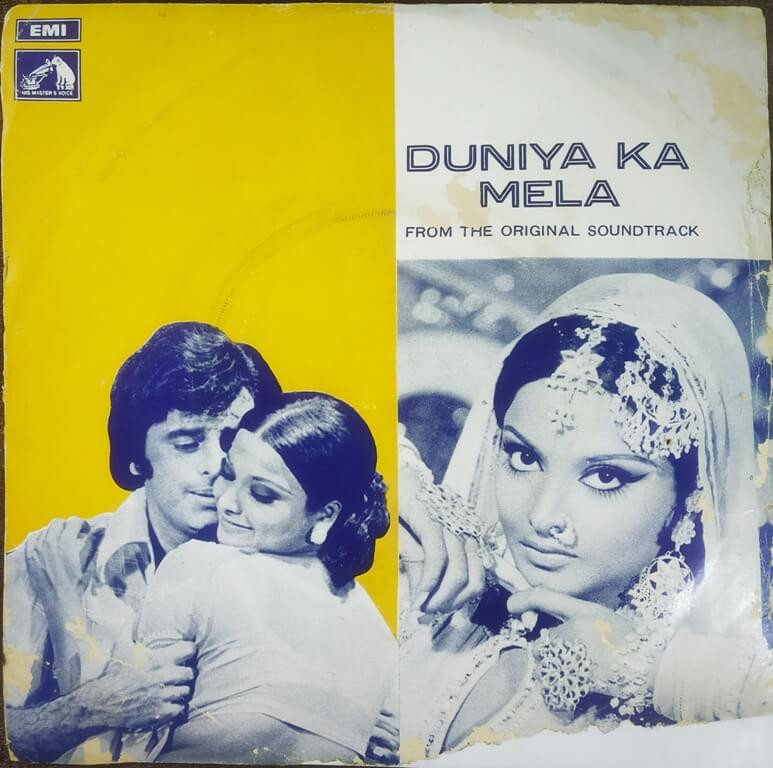 EMI
HIS MASTER'S VOICE
DUNIYA KA
MELA
FROM THE ORIGINAL SOUNDTRACK